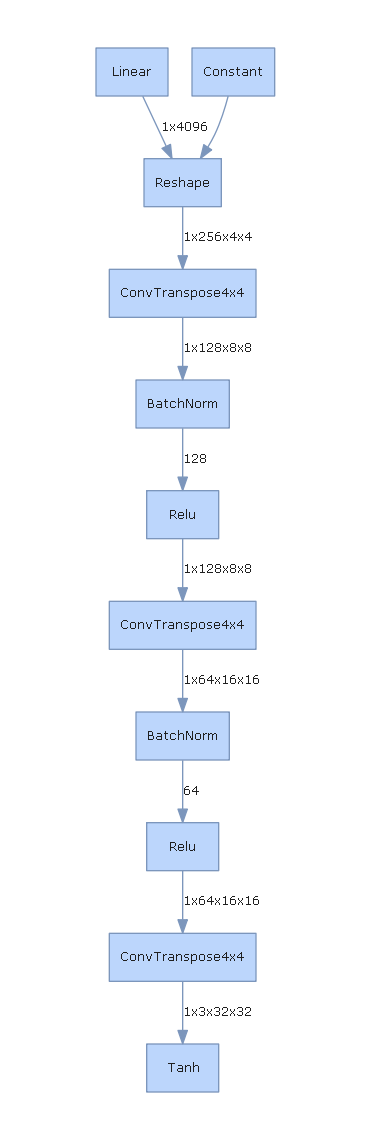 Linear
Constant
1x4096
Reshape
1x256x4x4
ConvTranspose4x4
1x128x8x8
BatchNorm
128
Relu
1x128x8x8
ConvTranspose4x4
1x64x16x16
BatchNorm
64
Relu
1x64x16x16
ConvTranspose4x4
1x3x32x32
Tanh